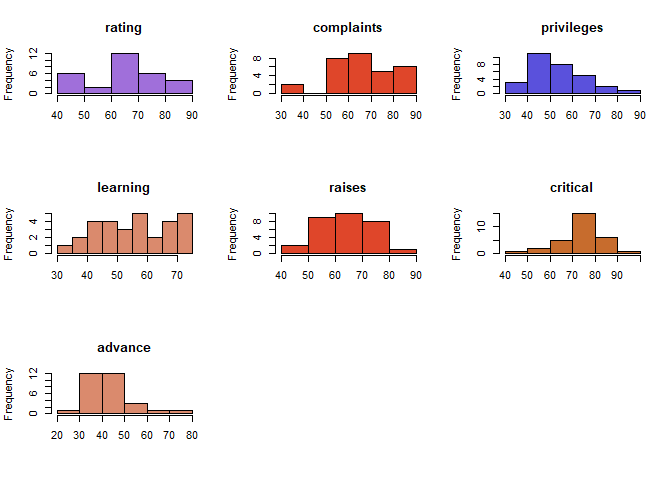 rating
Frequency
0 6 12
40 50 60 70 80 90
complaints
Frequency
0 4 8
30 40 50 60 70 80 90
privileges
Frequency
0 4 8
30 40 50 60 70 80 90
learning
Frequency
0 2 4
30 40 50 60 70
raises
Frequency
0 4 8
40 50 60 70 80 90
critical
Frequency
0 10
40 50 60 70 80 90
advance
Frequency
0 6 12
20 30 40 50 60 70 80